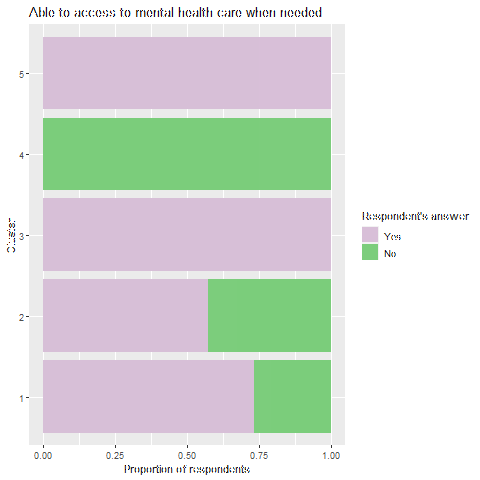 Able to access to mental health care when needed
5
4
3
2
1
Cluster
0.00 0.25 0.50 0.75 1.00
Proportion of respondents
Respondent's answer
Yes
No